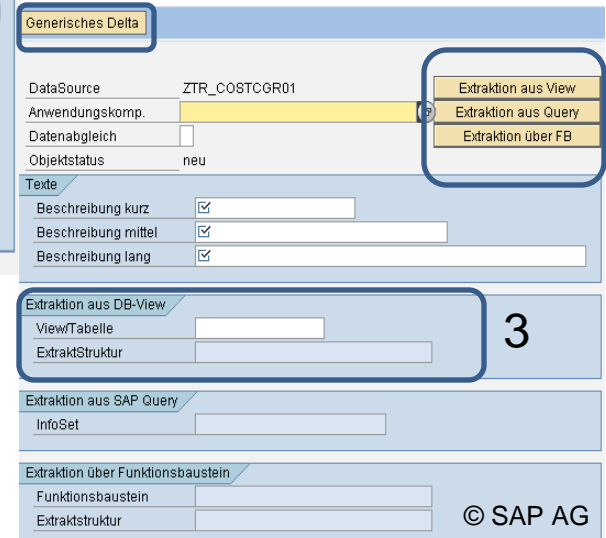 Generisches Delta
DataSource ZTR_COSTCGR01 Extraktion aus View
Anwendungskomp. Extraktion aus Query
Datenabgleich Extraktion über FB
Objektstatus neu
Texte
Beschreibung kurz
Beschreibung mittel
Beschreibung lang
Extraktion aus DB-View
View/Tabelle
ExtraktStruktur
3
Extraktion aus SAP Query
InfoSet
Extraktion über Funktionsbaustein
Funktionsbaustein
Extraktstruktur
© SAP AG